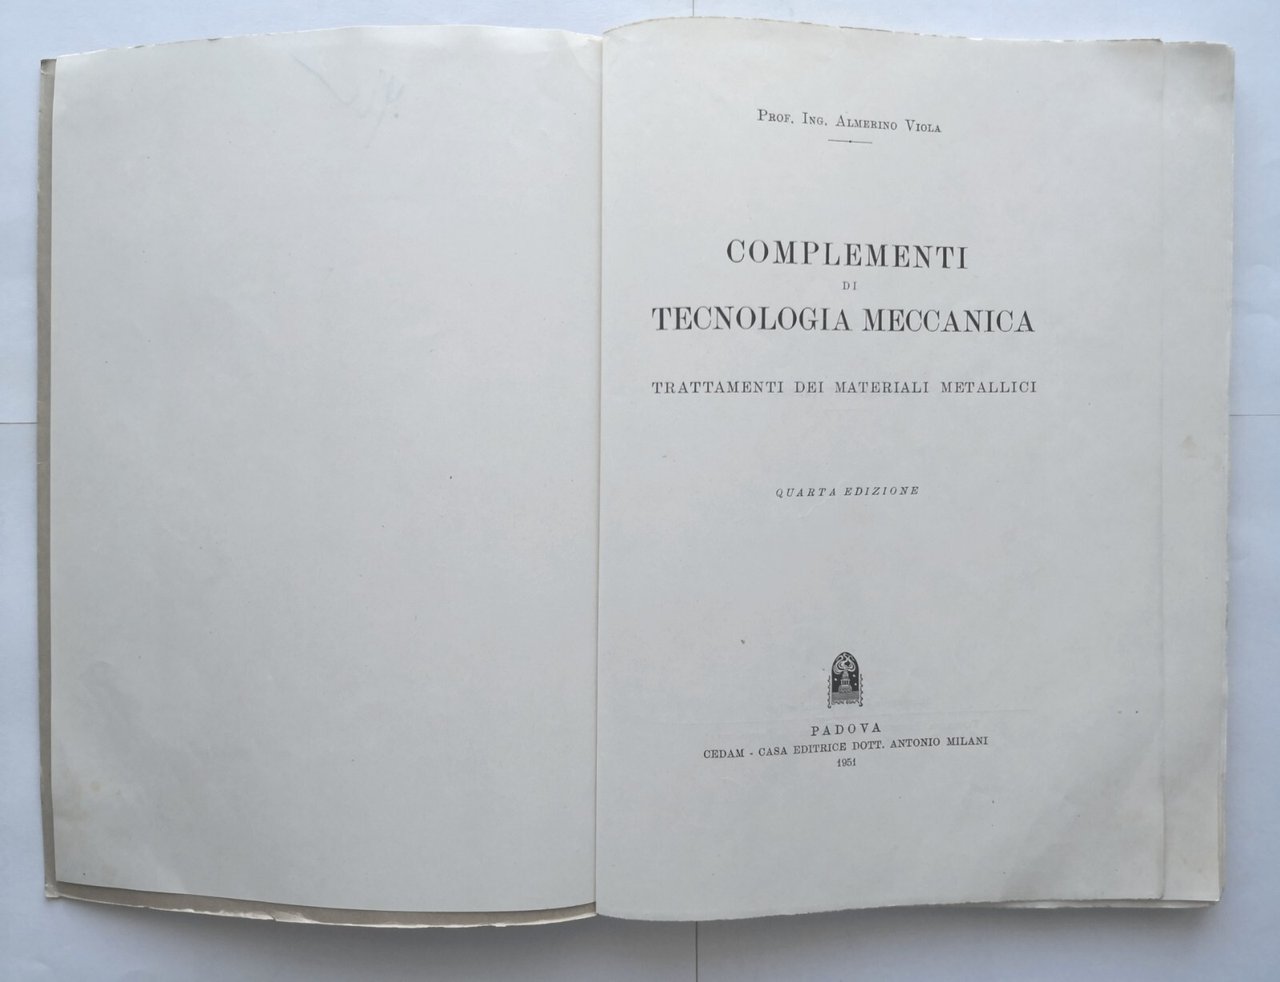 Prof. Ing. Almerino Viola
COMPLEMENTI
DI
TECNOLOGIA MECCANICA
TRATTAMENTI DEI MATERIALI METALLICI
QUARTA EDIZIONE
PADOVA
CEDAM - CASA EDITRICE DOTT. ANTONIO MILANI
1951